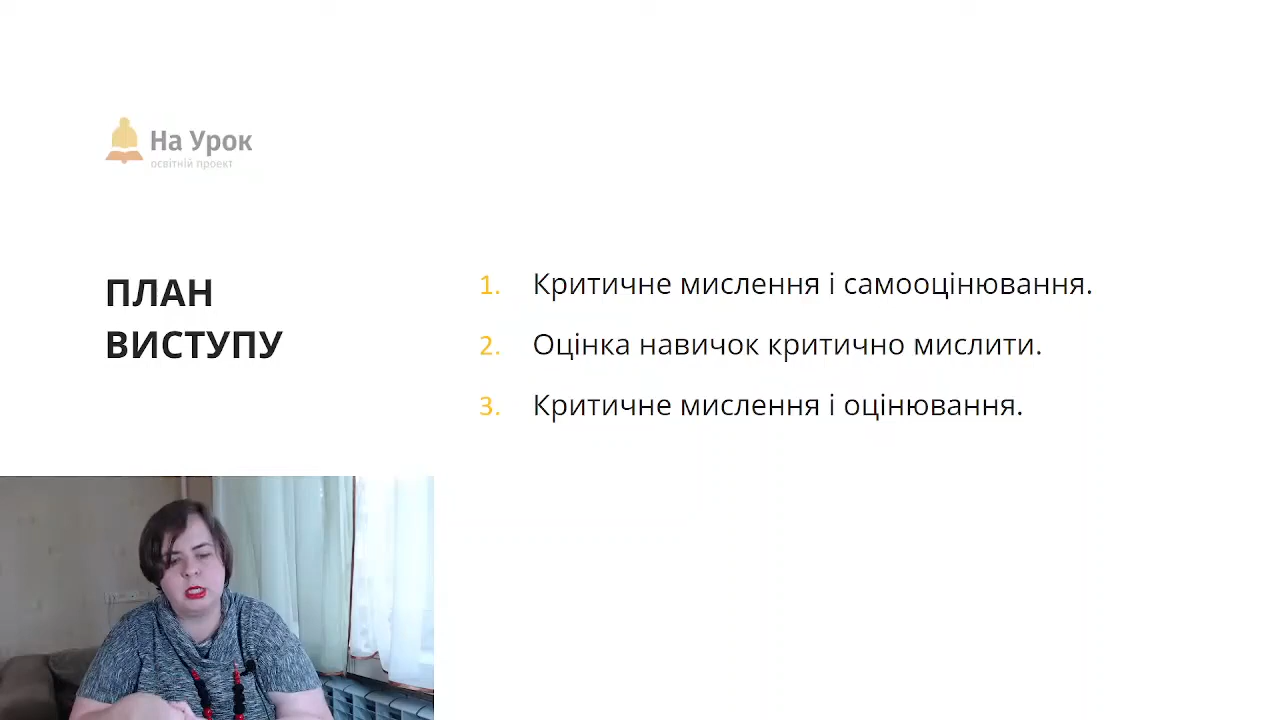 На Урок
освітній проект
ПЛАН
ВИСТУПУ
1. Критичне мислення і самооцінювання.
2. Оцінка навичок критично мислити.
3. Критичне мислення і оцінювання.